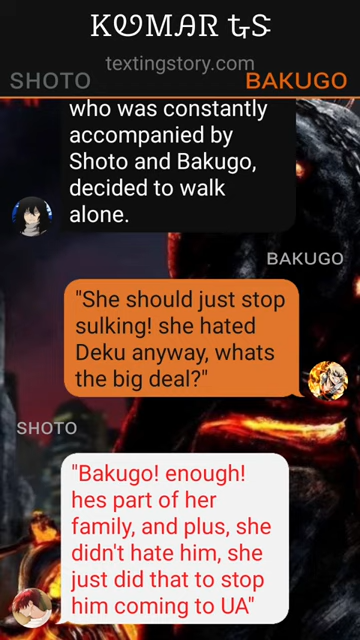 KUMAR TS
textingstory.com
SHOTO BAKUGO
who was constantly
accompanied by
Shoto and Bakugo,
decided to walk
alone.
BAKUGO
"She should just stop
sulking! she hated
Deku anyway, whats
the big deal?"
SHOTO
"Bakugo! enough!
hes part of her
family, and plus, she
didn't hate him, she
just did that to stop
him coming to UA"